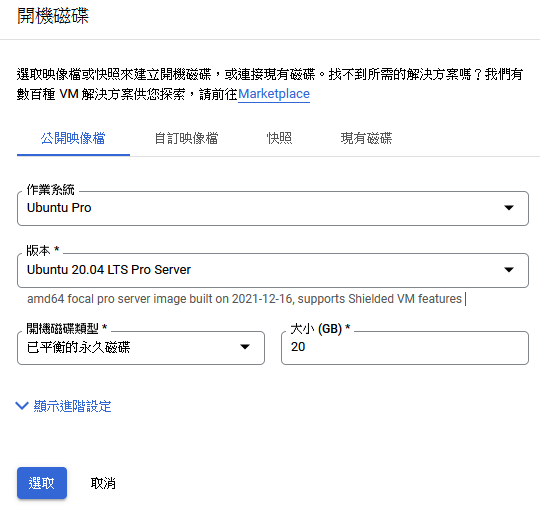 開機磁碟
選取映像檔或快照來建立開機磁碟，或連接現有磁碟。找不到所需的解決方案嗎？我們有
數百種 VM 解決方案供您探索，請前往Marketplace
公開映像檔 自訂映像檔 快照 現有磁碟
作業系統
Ubuntu Pro
版本 *
Ubuntu 20.04 LTS Pro Server
amd64 focal pro server image built on 2021-12-16, supports Shielded VM features
開機磁碟類型 * 大小 (GB) *
已平衡的永久磁碟 20
顯示進階設定
選取 取消